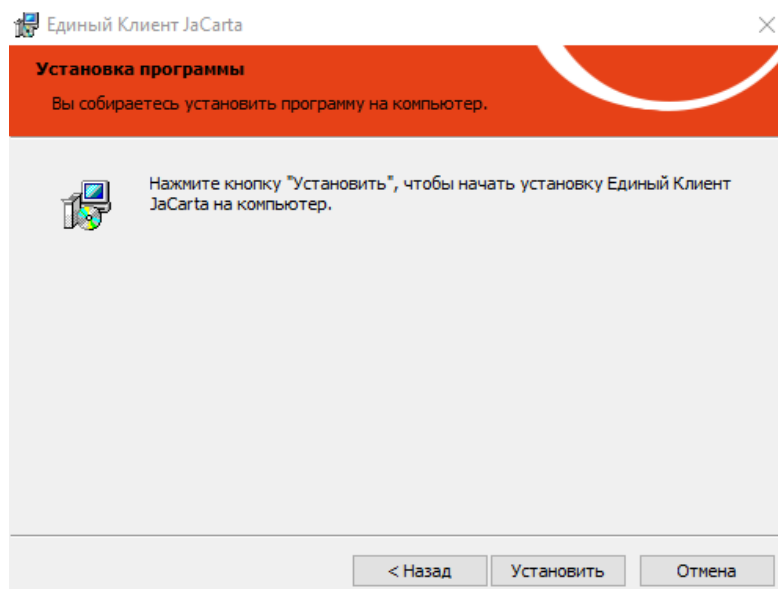 Единый Клиент JaCarta
Установка программы
Вы собираетесь установить программу на компьютер.
Нажмите кнопку "Установить", чтобы начать установку Единый Клиент
JaCarta на компьютер.
< Назад
Установить
Отмена